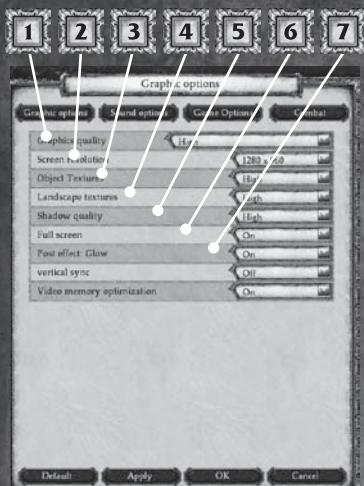 1 2 3 4 5 6 7
Graphic options
Graphic options Sound options Game Options Combat
Graphics quality High
Screen resolution 1280 x 960
Object Textures High
Landscape textures High
Shadow quality High
Full screen On
Post effect: Glow On
vertical sync Off
Video memory optimization On
Default Apply OK Cancel